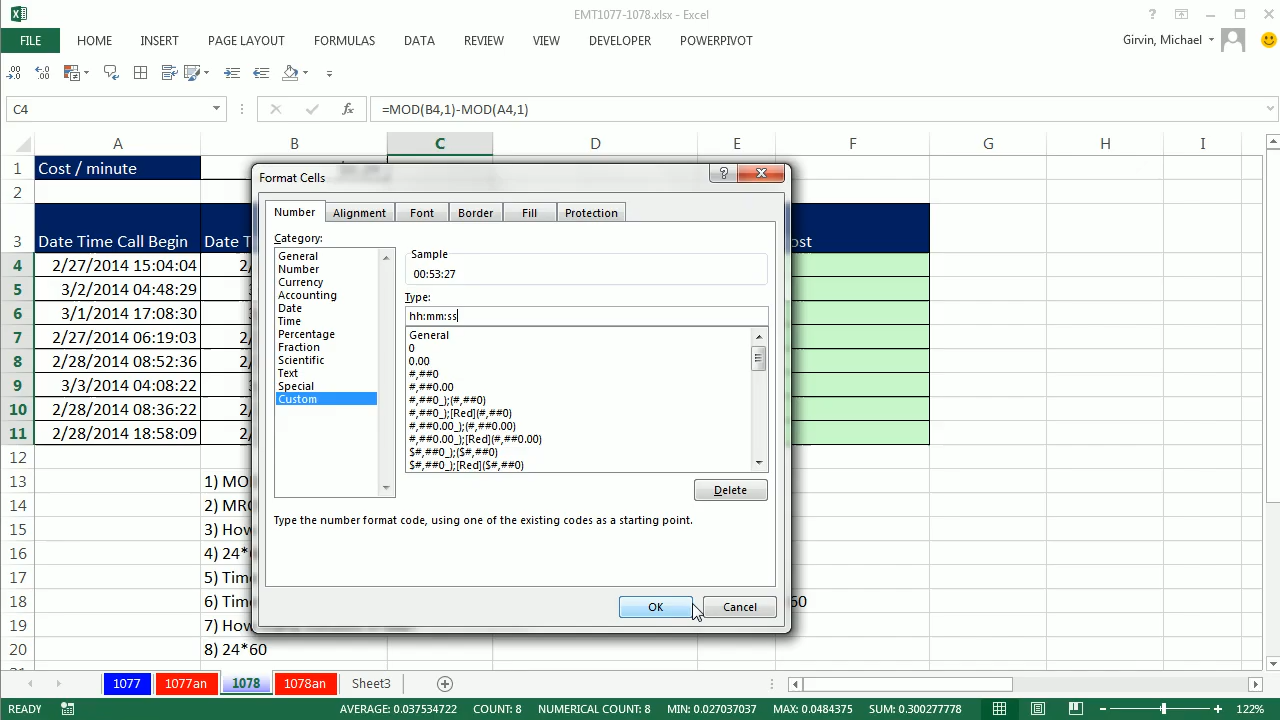 EMT1077-1078.xlsx - Excel
FILE HOME INSERT PAGE LAYOUT FORMULAS DATA REVIEW VIEW DEVELOPER POWERPIVOT Girvin, Michael
C4 fx =MOD(B4,1)-MOD(A4,1)
A B C D E F G H I
1 Cost / minute
2
3 Date Time Call Begin Date T ost
4 2/27/2014 15:04:04 2/
5 3/2/2014 04:48:29
6 3/1/2014 17:08:30
7 2/27/2014 06:19:03 2/
8 2/28/2014 08:52:36 2/
9 3/3/2014 04:08:22
10 2/28/2014 08:36:22 2/
11 2/28/2014 18:58:09 2/
12
13 1) MO
14 2) MRO
15 3) How
16 4) 24*6
17 5) Time
18 6) Time 60
19 7) How
20 8) 24*60
Format Cells
Number Alignment Font Border Fill Protection
Category:
General
Number
Currency
Accounting
Date
Time
Percentage
Fraction
Scientific
Text
Special
Custom
Sample
00:53:27
Type:
hh:mm:ss
General
0
0.00
#,##0
#,##0.00
#,##0_);(#,##0)
#,##0_);[Red](#,##0)
#,##0.00_);(#,##0.00)
#,##0.00_);[Red](#,##0.00)
$#,##0_);($#,##0)
$#,##0_);[Red]($#,##0)
Delete
Type the number format code, using one of the existing codes as a starting point.
OK Cancel
1077 1077an 1078 1078an Sheet3
READY AVERAGE: 0.037534722 COUNT: 8 NUMERICAL COUNT: 8 MIN: 0.027037037 MAX: 0.0484375 SUM: 0.300277778 122%